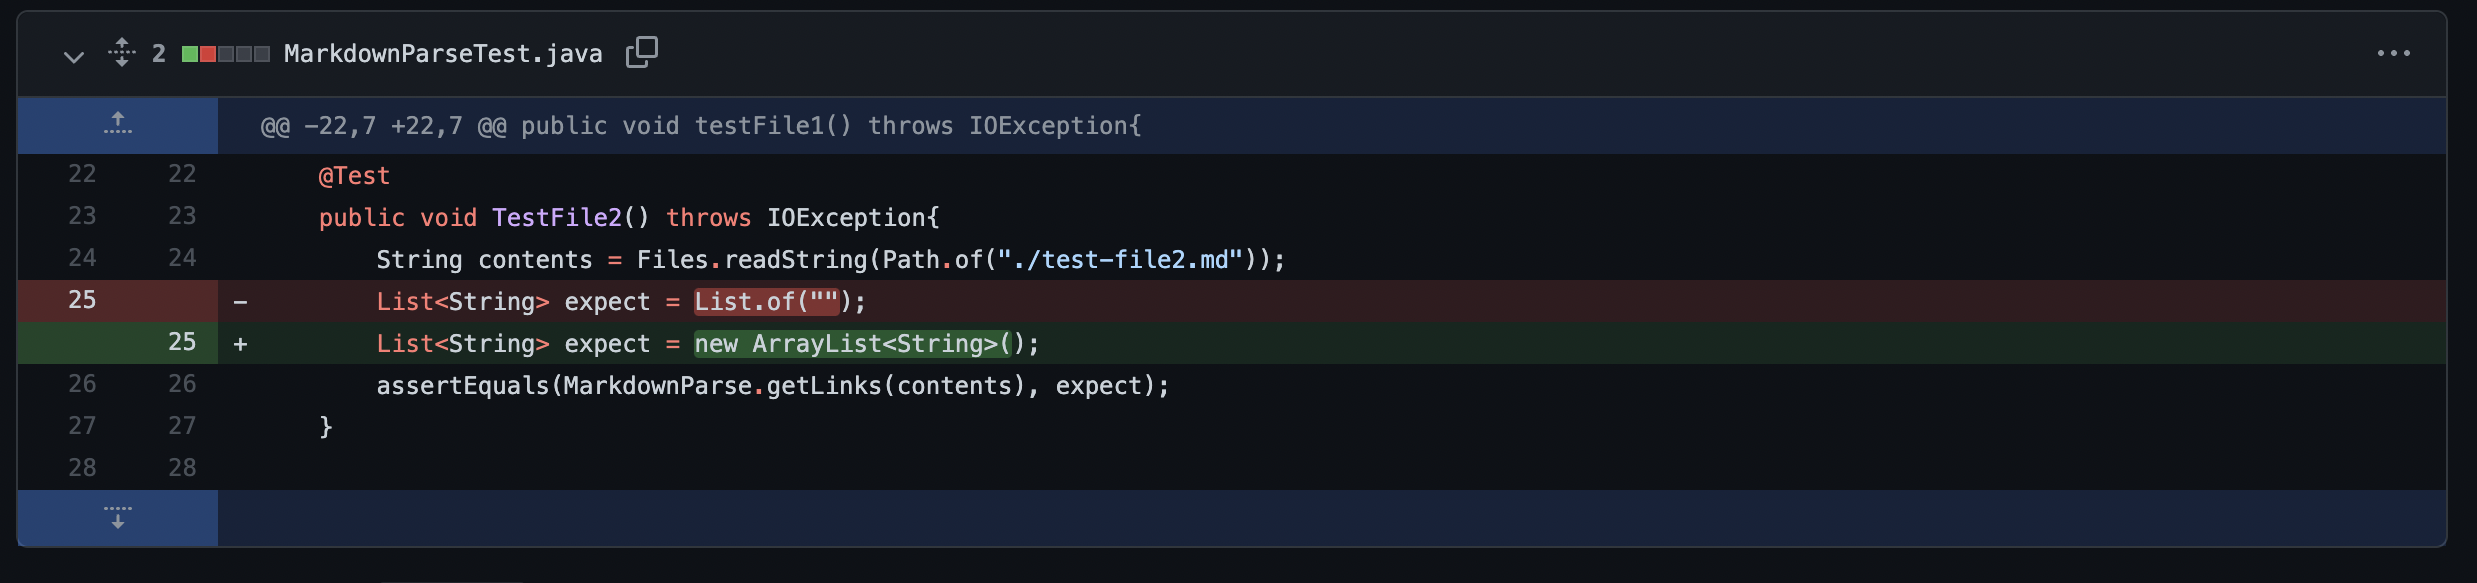 2 MarkdownParseTest.java
@@ -22,7 +22,7 @@ public void testFile1() throws IOException{
22 22 @Test
23 23 public void TestFile2() throws IOException{
24 24 String contents = Files.readString(Path.of("./test-file2.md"));
25 - List<String> expect = List.of("");
25 + List<String> expect = new ArrayList<String>();
26 26 assertEquals(MarkdownParse.getLinks(contents), expect);
27 27 }
28 28